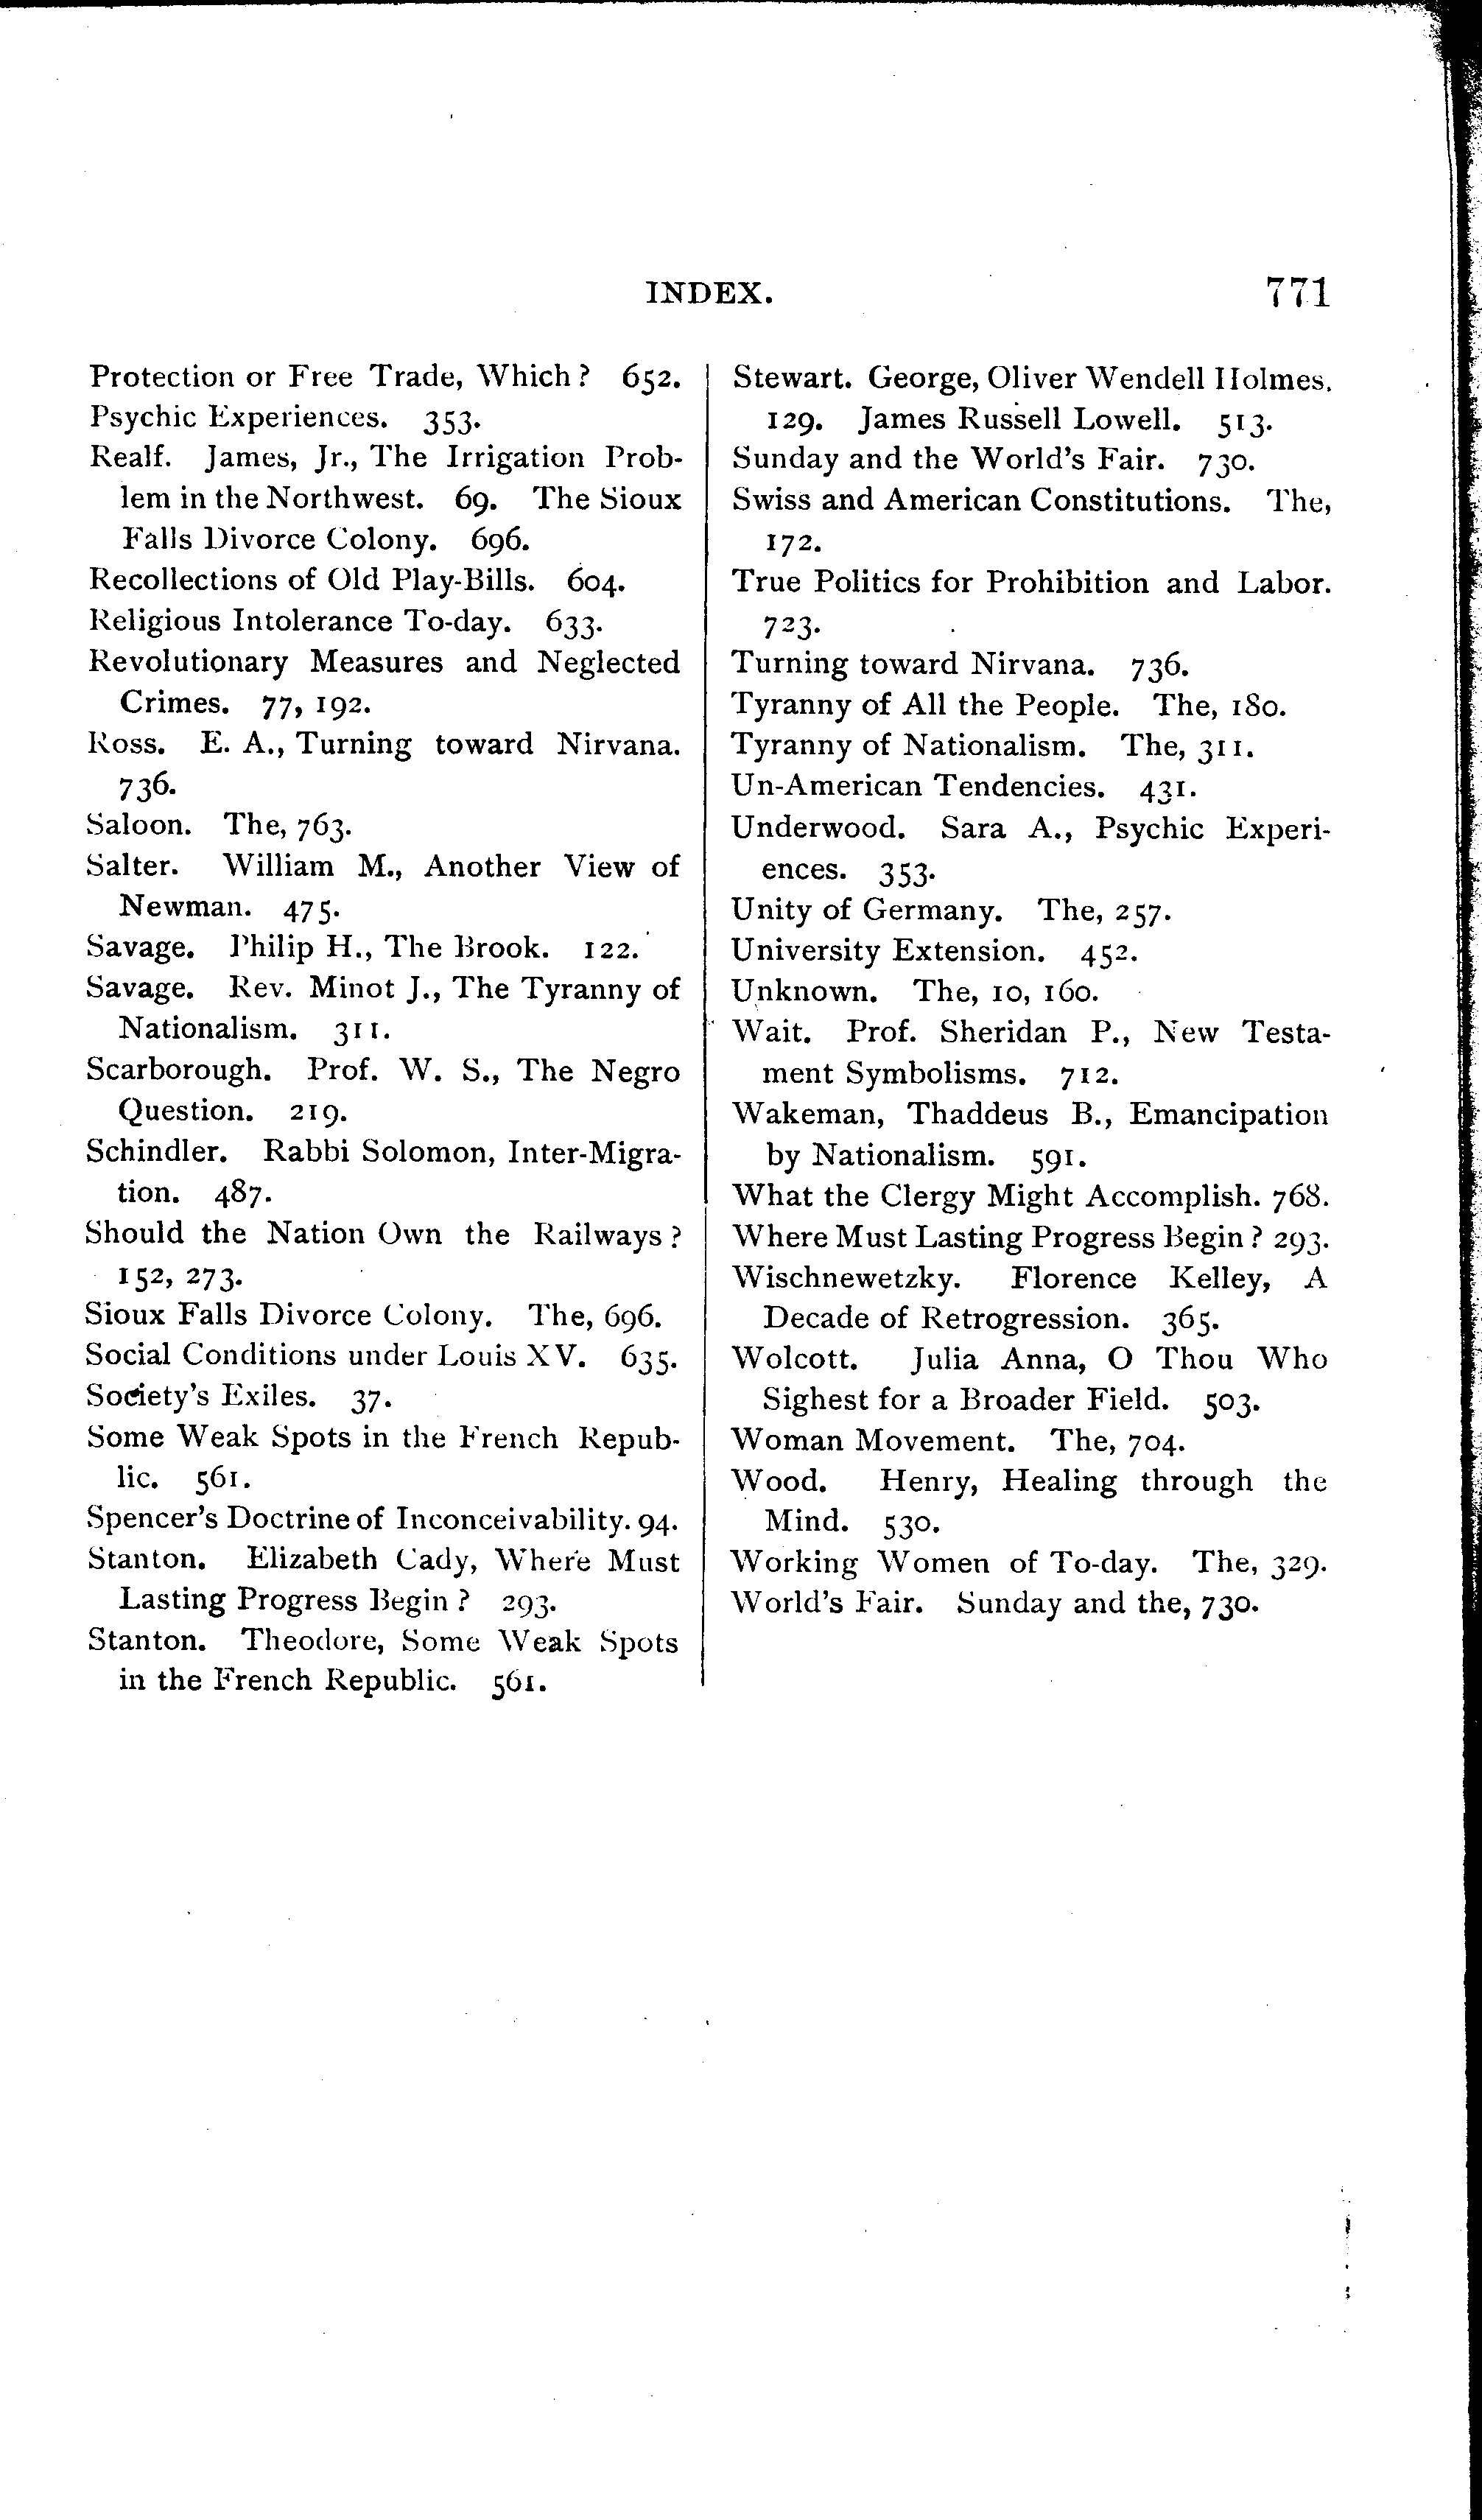 INDEX. 771
Protection or Free Trade, Which? 652.
Psychic Experiences. 353.
Realf. James, Jr., The Irrigation Prob-
lem in the Northwest. 69. The Sioux
Falls Divorce Colony. 696.
Recollections of Old Play-Bills. 604.
Religious Intolerance To-day. 633.
Revolutionary Measures and Neglected
Crimes. 77, 192.
Ross. E. A., Turning toward Nirvana.
736.
Saloon. The, 763.
Salter. William M., Another View of
Newman. 475.
Savage. Philip H., The Brook. 122.
Savage. Rev. Minot J., The Tyranny of
Nationalism. 311.
Scarborough. Prof. W. S., The Negro
Question. 219.
Schindler. Rabbi Solomon, Inter-Migra-
tion. 487.
Should the Nation Own the Railways?
152, 273.
Sioux Falls Divorce Colony. The, 696.
Social Conditions under Louis XV. 635.
Society's Exiles. 37.
Some Weak Spots in the French Repub-
lic. 561.
Spencer's Doctrine of Inconceivability. 94.
Stanton. Elizabeth Cady, Where Must
Lasting Progress Begin? 293.
Stanton. Theodore, Some Weak Spots
in the French Republic. 561.
Stewart. George, Oliver Wendell Holmes.
129. James Russell Lowell. 513.
Sunday and the World's Fair. 730.
Swiss and American Constitutions. The,
172.
True Politics for Prohibition and Labor.
723.
Turning toward Nirvana. 736.
Tyranny of All the People. The, 180.
Tyranny of Nationalism. The, 311.
Un-American Tendencies. 431.
Underwood. Sara A., Psychic Experi-
ences. 353.
Unity of Germany. The, 257.
University Extension. 452.
Unknown. The, 10, 160.
Wait. Prof. Sheridan P., New Testa-
ment Symbolisms. 712.
Wakeman, Thaddeus B., Emancipation
by Nationalism. 591.
What the Clergy Might Accomplish. 768.
Where Must Lasting Progress Begin? 293.
Wischnewetzky. Florence Kelley, A
Decade of Retrogression. 365.
Wolcott. Julia Anna, O Thou Who
Sighest for a Broader Field. 503.
Woman Movement. The, 704.
Wood. Henry, Healing through the
Mind. 530.
Working Women of To-day. The, 329.
World's Fair. Sunday and the, 730.